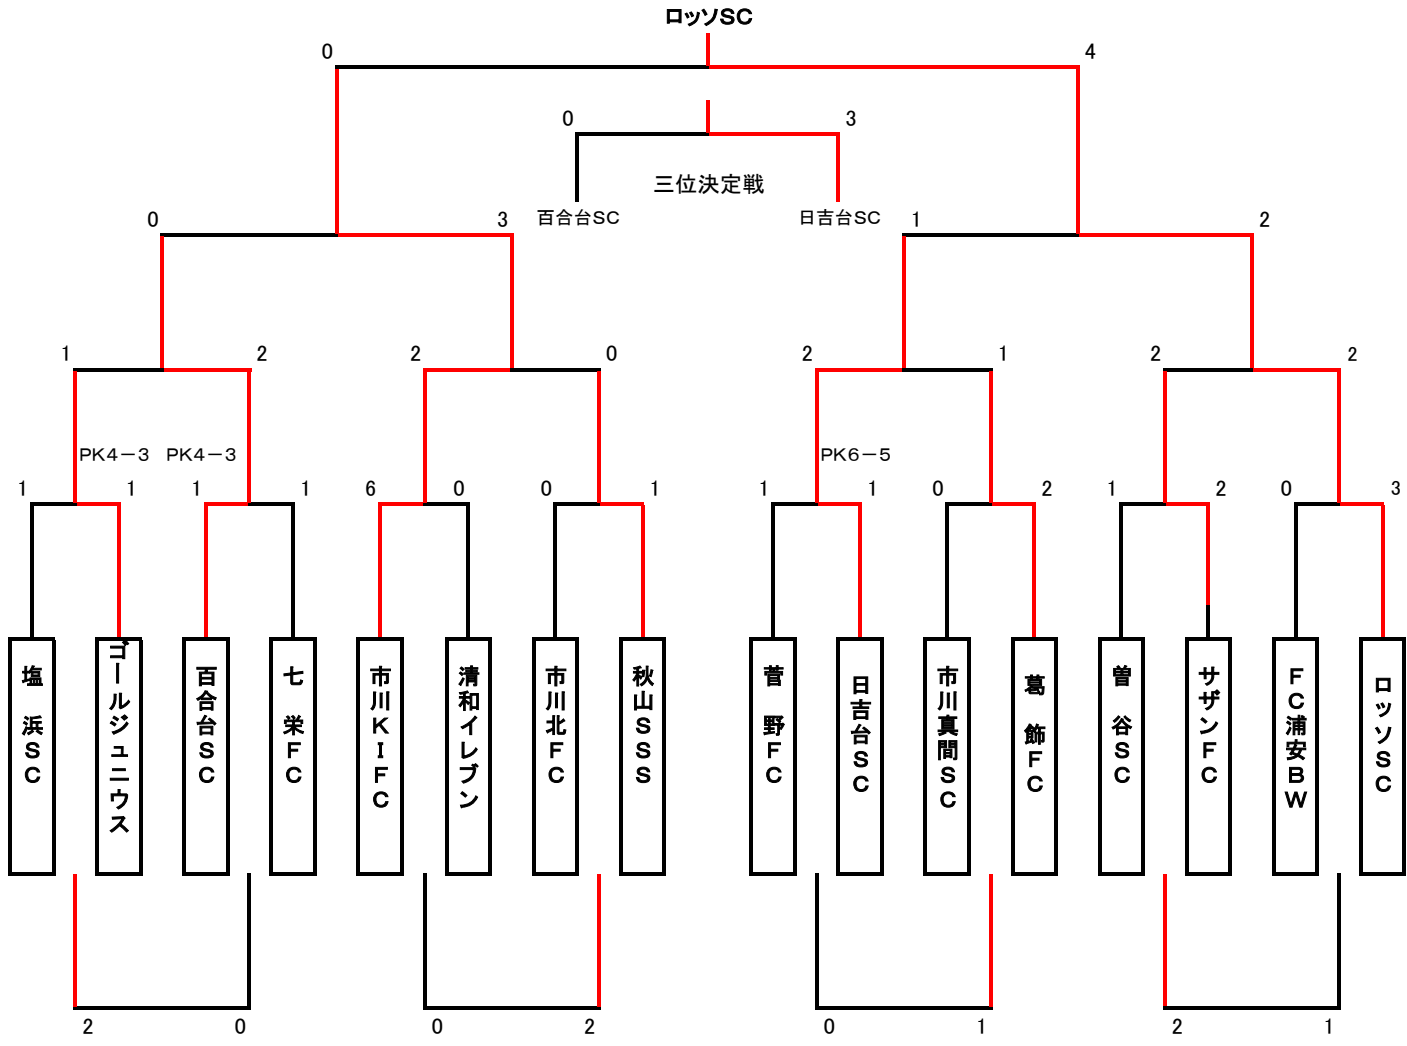 ロッソSC
0
4
0
3
三位決定戦
百合台SC
日吉台SC
0
3
1
2
1
2
2
0
2
1
2
2
PK4－3
PK4－3
PK6－5
1
1
1
1
6
0
0
1
1
1
0
2
1
2
0
3
塩　浜SC
ゴールジュニウス
百合台SC
七　栄FC
市川KIFC
清和イレブン
市川北FC
秋山SSS
菅　野FC
日吉台SC
市川真間SC
葛　飾FC
曽　谷SC
サザンFC
FC浦安BW
ロッソSC
2
0
0
2
0
1
2
1